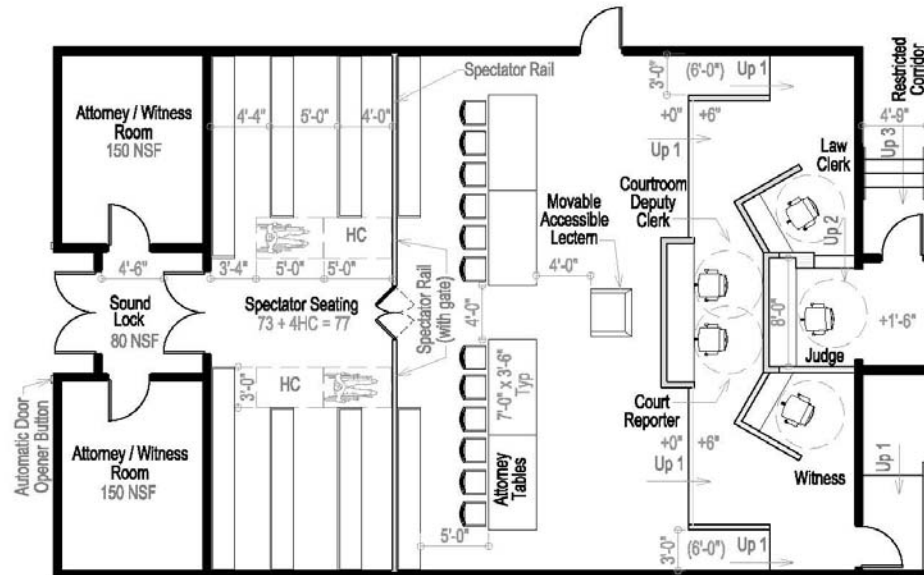 Attorney / Witness
Room
150 NSF
4'-6"
Sound
Lock
80 NSF
Automatic Door
Opener Button
Attorney / Witness
Room
150 NSF
Spectator Rail
4'-4"
5'-0"
4'-0"
HC
3'-4"
5'-0"
5'-0"
Spectator Seating
73 + 4HC = 77
3'-0"
HC
Spectator Rail
(with gate)
4'-0"
4'-0"
7'-0" x 3'-6"
Typ
Attorney
Tables
5'-0"
Movable
Accessible
Lectern
3'-0"
(6'-0")
Up 1
+0"
+6"
Up 1
Courtroom
Deputy
Clerk
Law
Clerk
Restricted
Corridor
4'-9"
Up 3
Up 2
8'-0"
+1'-6"
Judge
Court
Reporter
+0"
+6"
Up 1
Witness
Up 1
3'-0"
(6'-0")
Up 1